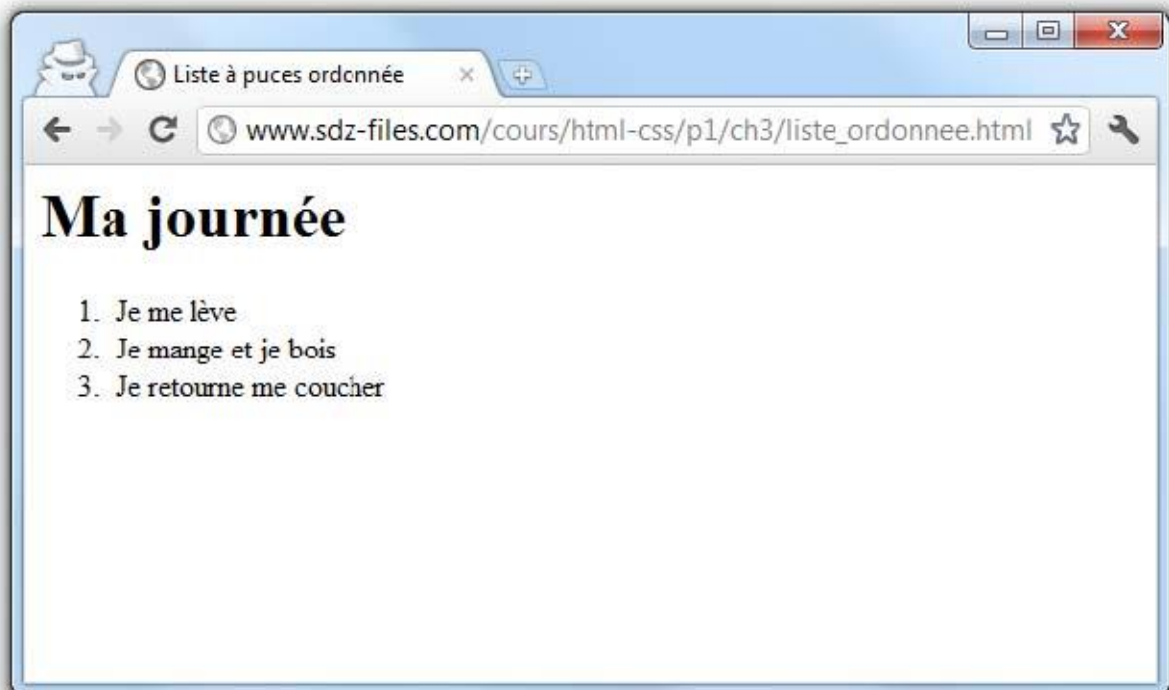 Liste à puces ordonnée
www.sdz-files.com/cours/html-css/p1/ch3/liste_ordonnee.html
Ma journée
1. Je me lève
2. Je mange et je bois
3. Je retourne me coucher